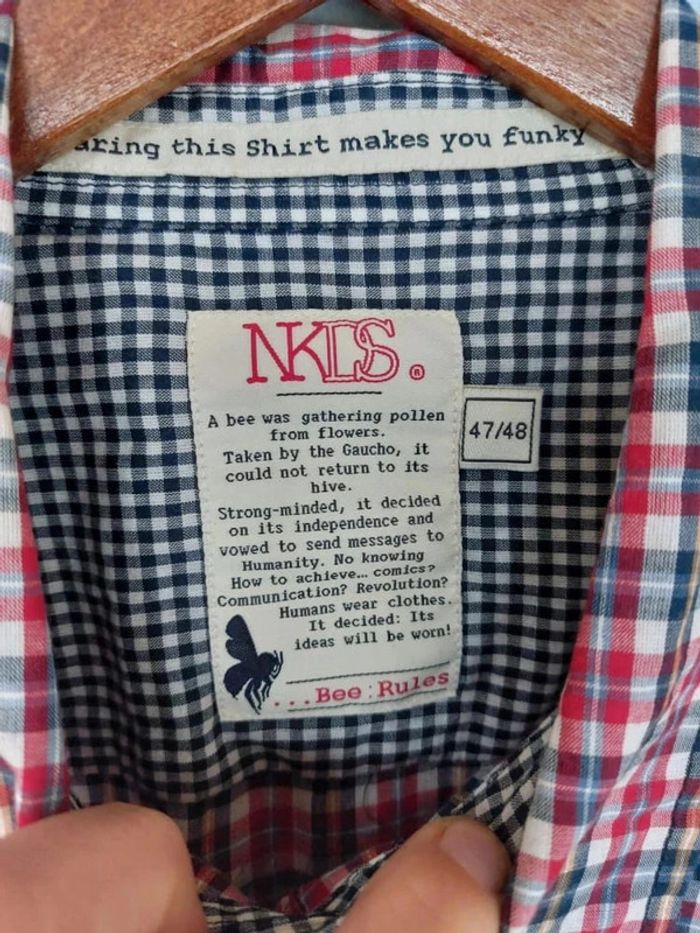 this Shirt makes you funky
NKDS®
A bee was gathering pollen
from flowers.
Taken by the Gaucho, it
could not return to its
hive.
Strong-minded, it decided
on its independence and
vowed to send messages to
Humanity. No knowing
How to achieve... comics?
Communication? Revolution?
Humans wear clothes.
It decided: Its
ideas will be worn!
...Bee:Rules
47/48